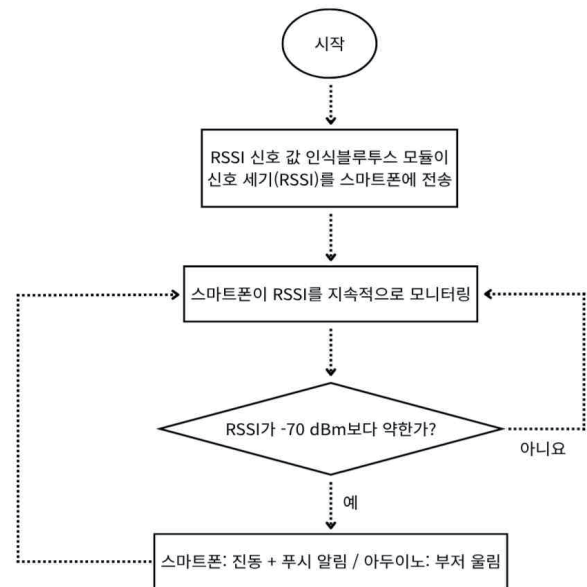 시작
RSSI 신호 값 인식블루투스 모듈이
신호 세기(RSSI)를 스마트폰에 전송
스마트폰이 RSSI를 지속적으로 모니터링
RSSI가 -70 dBm보다 약한가?
아니요
예
스마트폰: 진동 + 푸시 알림 / 아두이노: 부저 울림